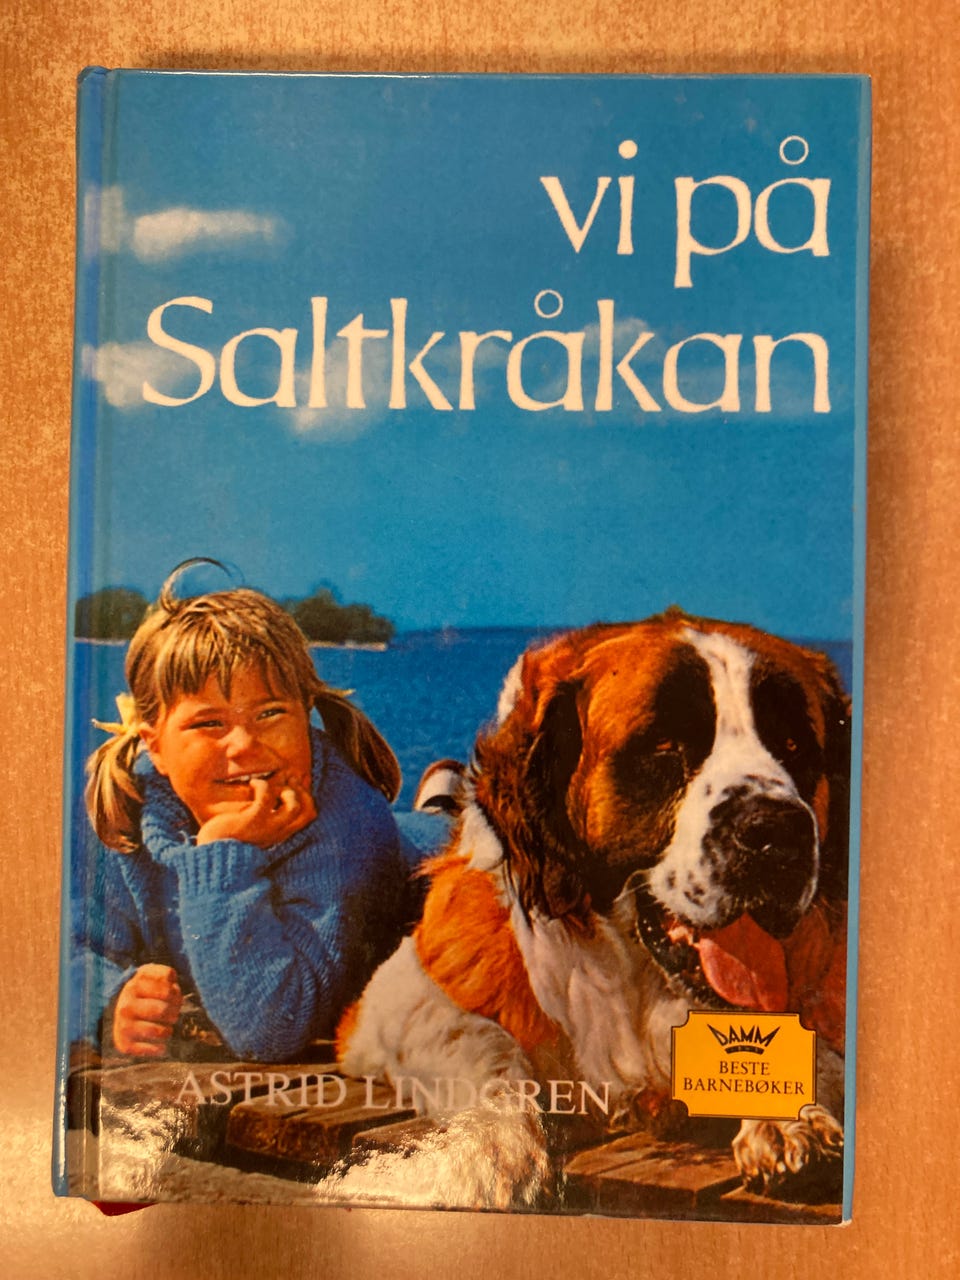 vi på
Saltkråkan
ASTRID LINDGREN
DAMM
BESTE
BARNEBØKER